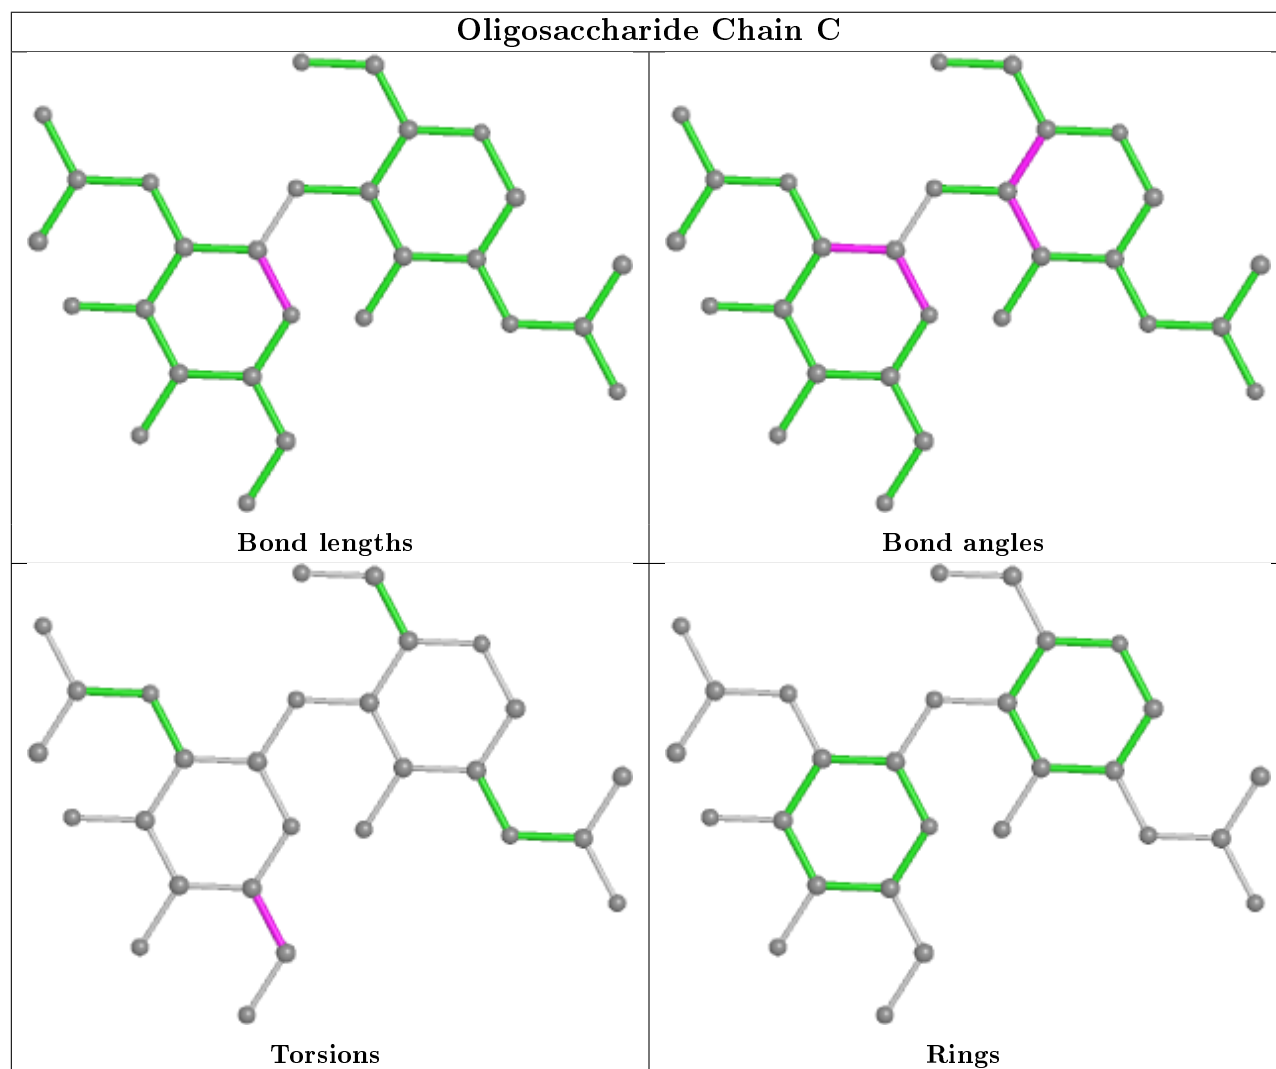 Oligosaccharide Chain C
Bond lengths
Bond angles
Torsions
Rings